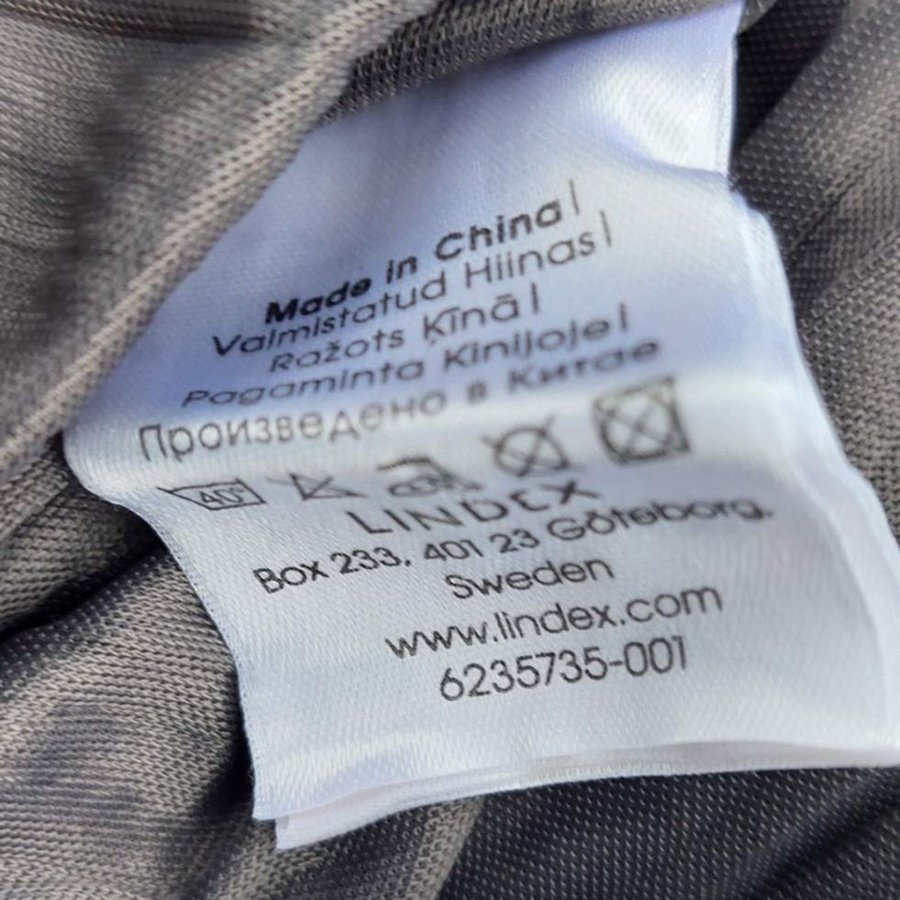 Made in China|
Valmistatud Hiinas|
Ražots Ķīnā|
Pagaminta Kinijoje|
Произведено в Китае
40°
LINDEX
Box 233, 401 23 Göteborg,
Sweden
www.lindex.com
6235735-001